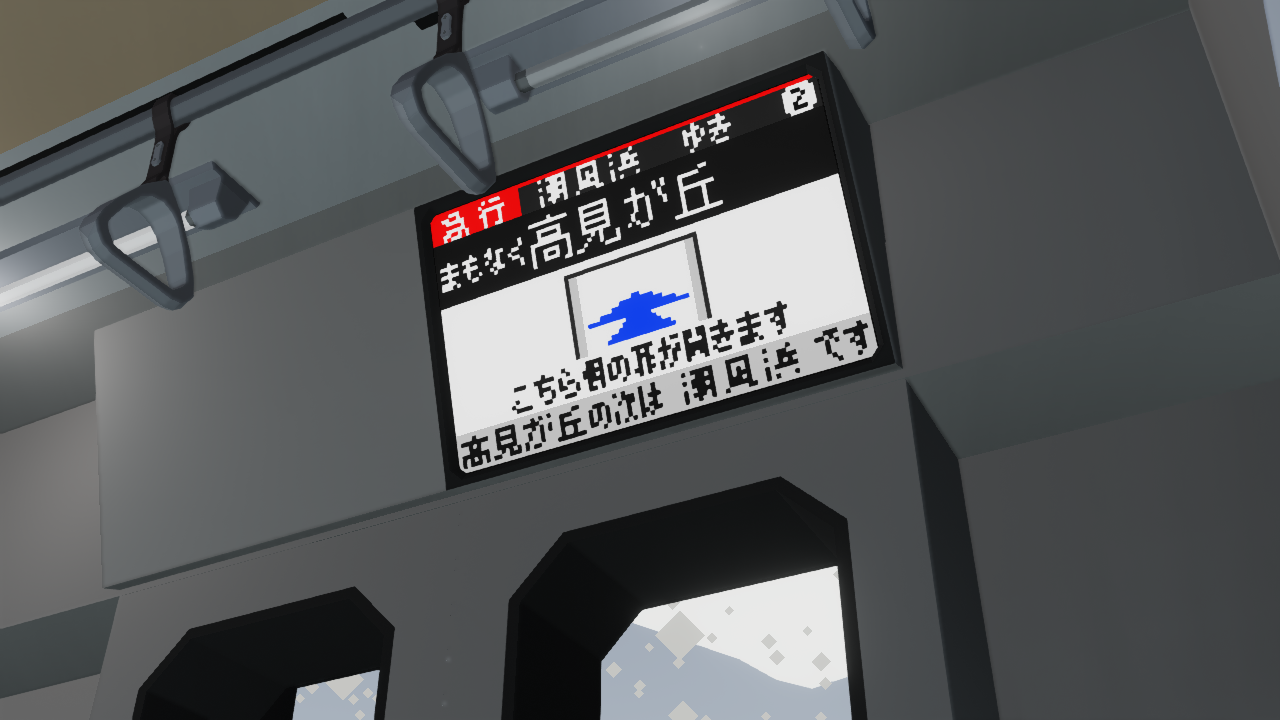 急行 潮風浜 ゆき 2
まもなく高見が丘
こちら側の扉が開きます
高見が丘の次は 潮風浜 です